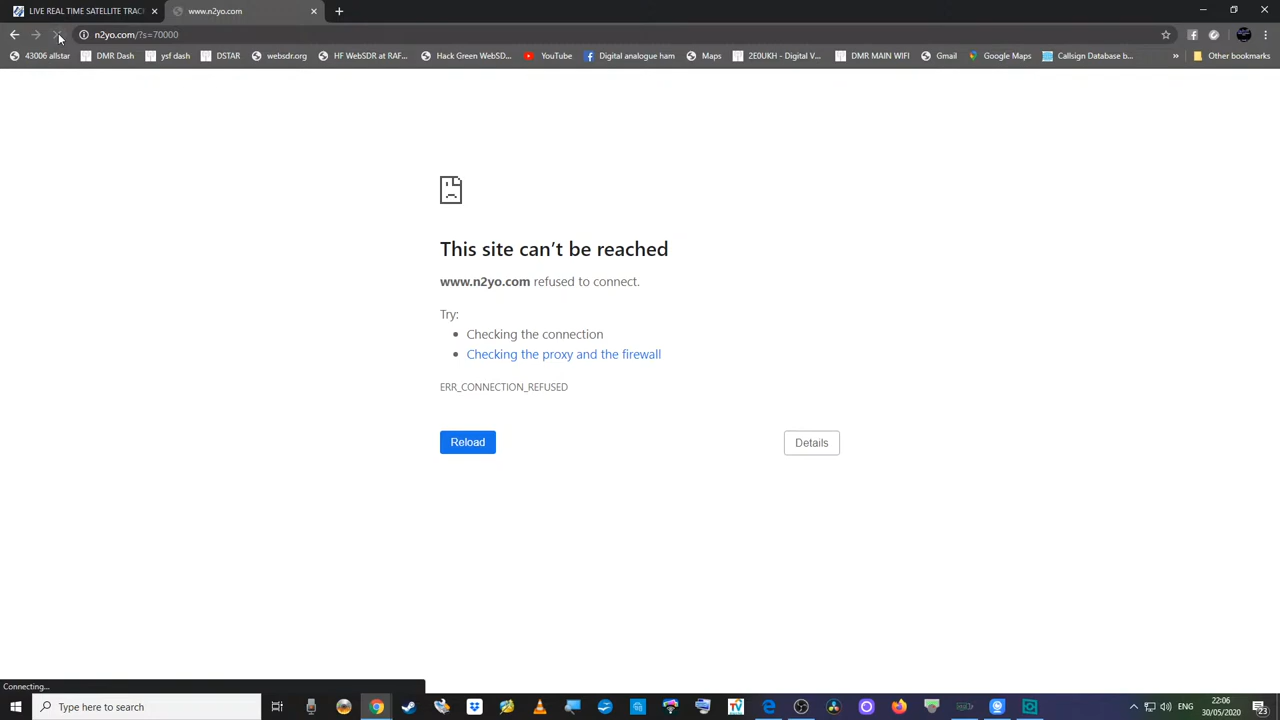 LIVE REAL TIME SATELLITE TRAC
www.n2yo.com
n2yo.com/?s=70000
43006 allstar
DMR Dash
ysf dash
DSTAR
websdr.org
HF WebSDR at RAF...
Hack Green WebSD...
YouTube
Digital analogue ham
Maps
2E0UKH - Digital V...
DMR MAIN WIFI
Gmail
Google Maps
Callsign Database b...
»
Other bookmarks
This site can't be reached
www.n2yo.com refused to connect.
Try:
• Checking the connection
• Checking the proxy and the firewall
ERR_CONNECTION_REFUSED
Reload
Details
Connecting...
Type here to search
ENG
22:06
30/05/2020